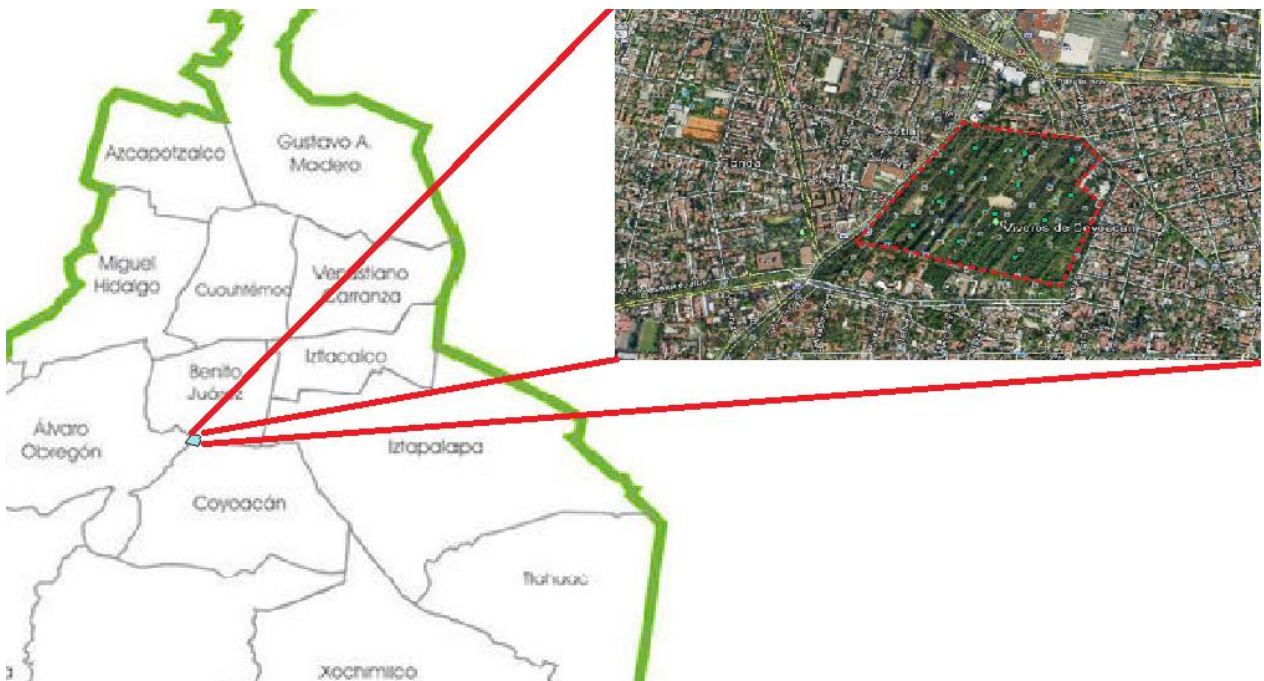 Azcapotzalco
Gustavo A.
Madero
Miguel
Hidalgo
Cuauhtémoc
Venustiano
Carranza
Iztacalco
Benito
Juárez
Álvaro
Obregón
Iztapalapa
Coyoacán
Tláhuac
Xochimilco
a
Viveros de Coyoacán